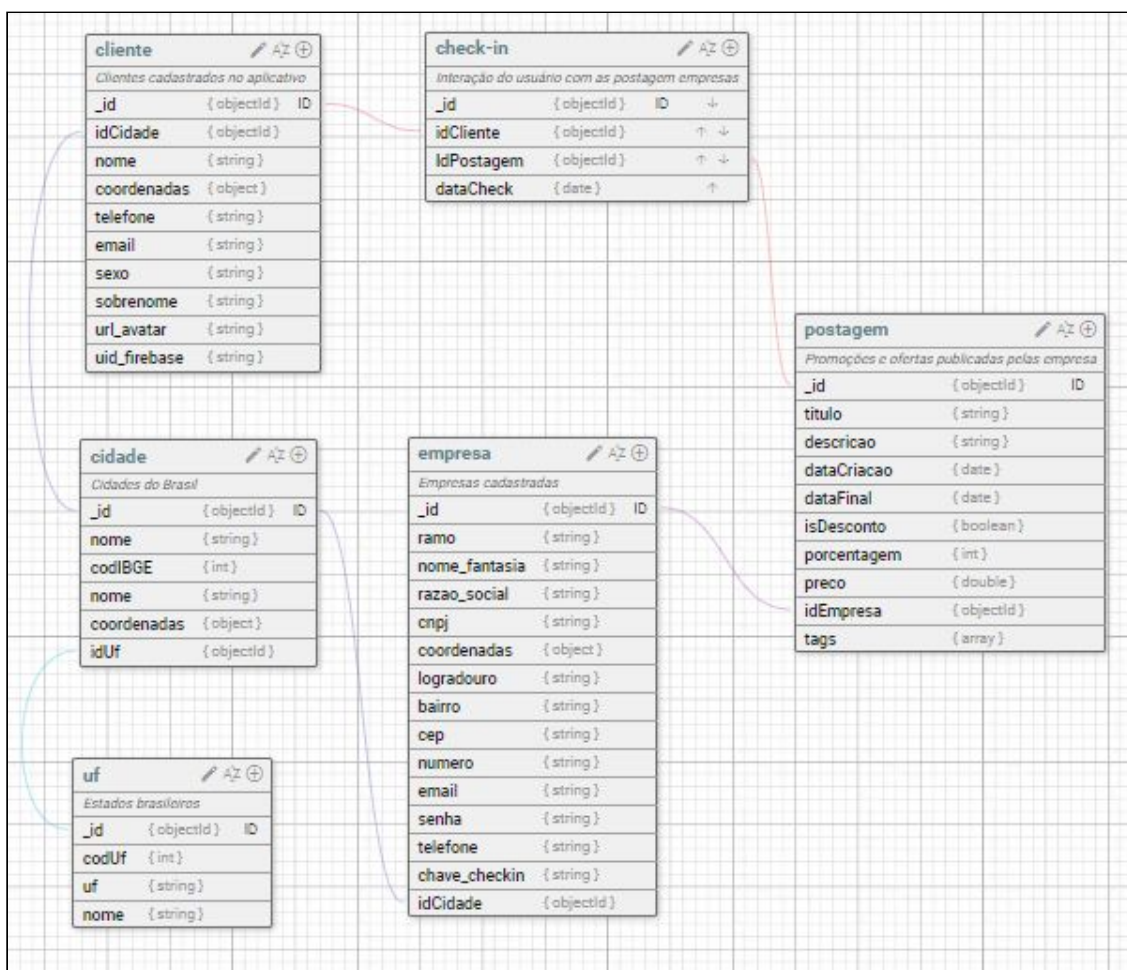 cliente
Clientes cadastrados no aplicativo
_id { objectId } ID
idCidade { objectId }
nome { string }
coordenadas { object }
telefone { string }
email { string }
sexo { string }
sobrenome { string }
url_avatar { string }
uid_firebase { string }
check-in
Interação do usuário com as postagem empresas
_id { objectId } ID ↓
idCliente { objectId } ↑ ↓
IdPostagem { objectId } ↑ ↓
dataCheck { date } ↑
postagem
Promoções e ofertas publicadas pelas empresa
_id { objectId } ID
titulo { string }
descricao { string }
dataCriacao { date }
dataFinal { date }
isDesconto { boolean }
porcentagem { int }
preco { double }
idEmpresa { objectId }
tags { array }
cidade
Cidades do Brasil
_id { objectId } ID
nome { string }
codIBGE { int }
nome { string }
coordenadas { object }
idUf { objectId }
empresa
Empresas cadastradas
_id { objectId } ID
ramo { string }
nome_fantasia { string }
razao_social { string }
cnpj { string }
coordenadas { object }
logradouro { string }
bairro { string }
cep { string }
numero { string }
email { string }
senha { string }
telefone { string }
chave_checkin { string }
idCidade { objectId }
uf
Estados brasileiros
_id { objectId } ID
codUf { int }
uf { string }
nome { string }